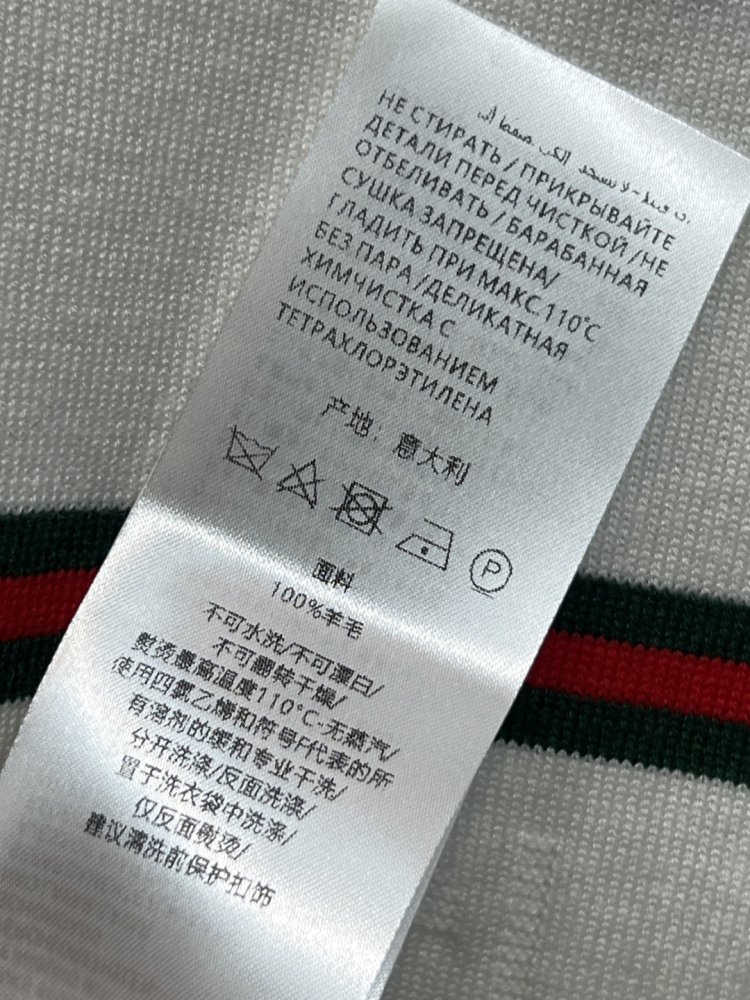 НЕ СТИРАТЬ / ПРИКРЫВАЙТЕ
ДЕТАЛИ ПЕРЕД ЧИСТКОЙ /НЕ
ОТБЕЛИВАТЬ / БАРАБАННАЯ
СУШКА ЗАПРЕЩЕНА/
ГЛАДИТЬ ПРИ МАКС.110°C
БЕЗ ПАРА /ДЕЛИКАТНАЯ
ХИМЧИСТКА С
ИСПОЛЬЗОВАНИЕМ
ТЕТРАХЛОРЭТИЛЕНА
产地：意大利
P
面料
100%羊毛
不可水洗/不可漂白/
不可翻转干燥/
熨烫最高温度110°C-无蒸汽/
使用四氯乙烯和符号F代表的所
有溶剂的缓和专业干洗/
分开洗涤/反面洗涤/
置于洗衣袋中洗涤/
仅反面熨烫/
建议清洗前保护扣饰